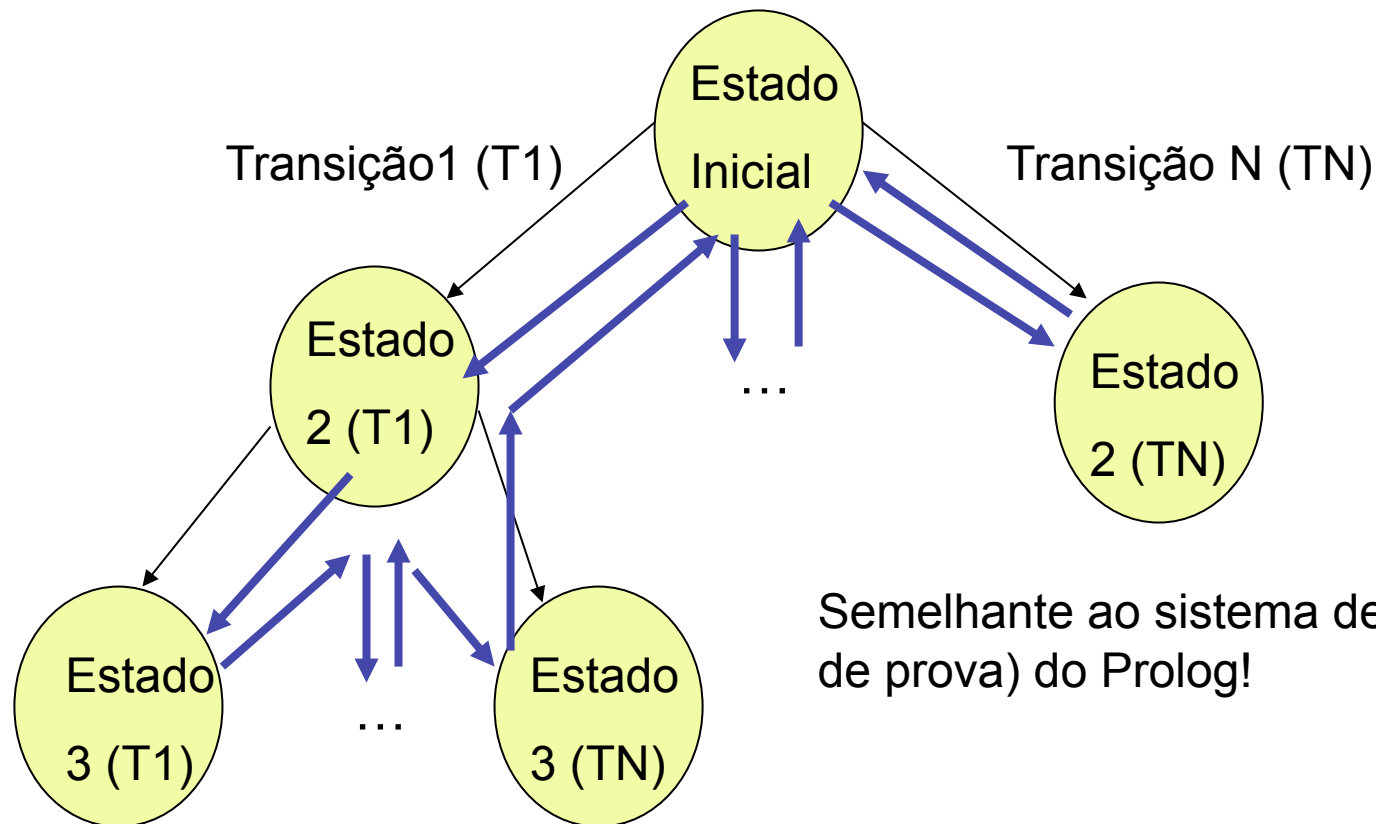 Estado
Inicial
Transição1 (T1)
Transição N (TN)
Estado
2 (T1)
…
Estado
2 (TN)
Semelhante ao sistema de
de prova) do Prolog!
Estado
3 (T1)
…
Estado
3 (TN)